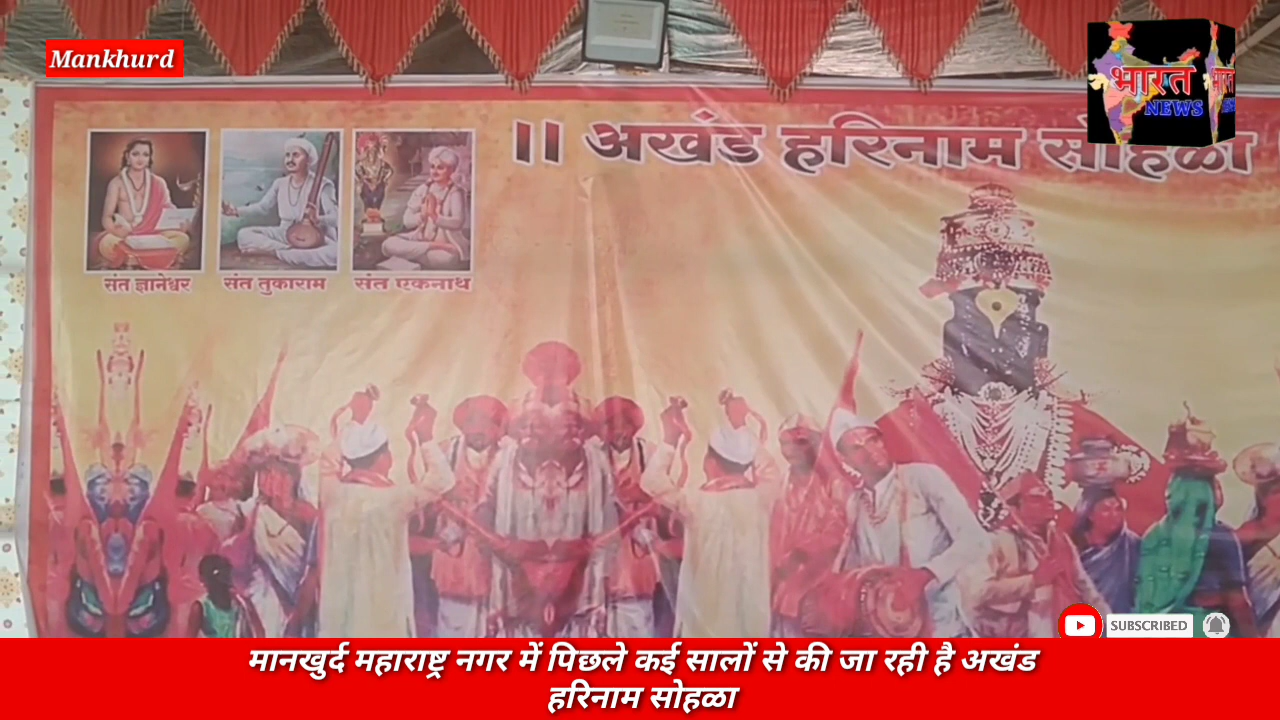 Mankhurd
भारत
NEWS
|| अखंड हरिनाम सोहळा
संत ज्ञानेश्वर
संत तुकाराम
संत एकनाथ
SUBSCRIBED
मानखुर्द महाराष्ट्र नगर में पिछले कई सालों से की जा रही है अखंड
हरिनाम सोहळा